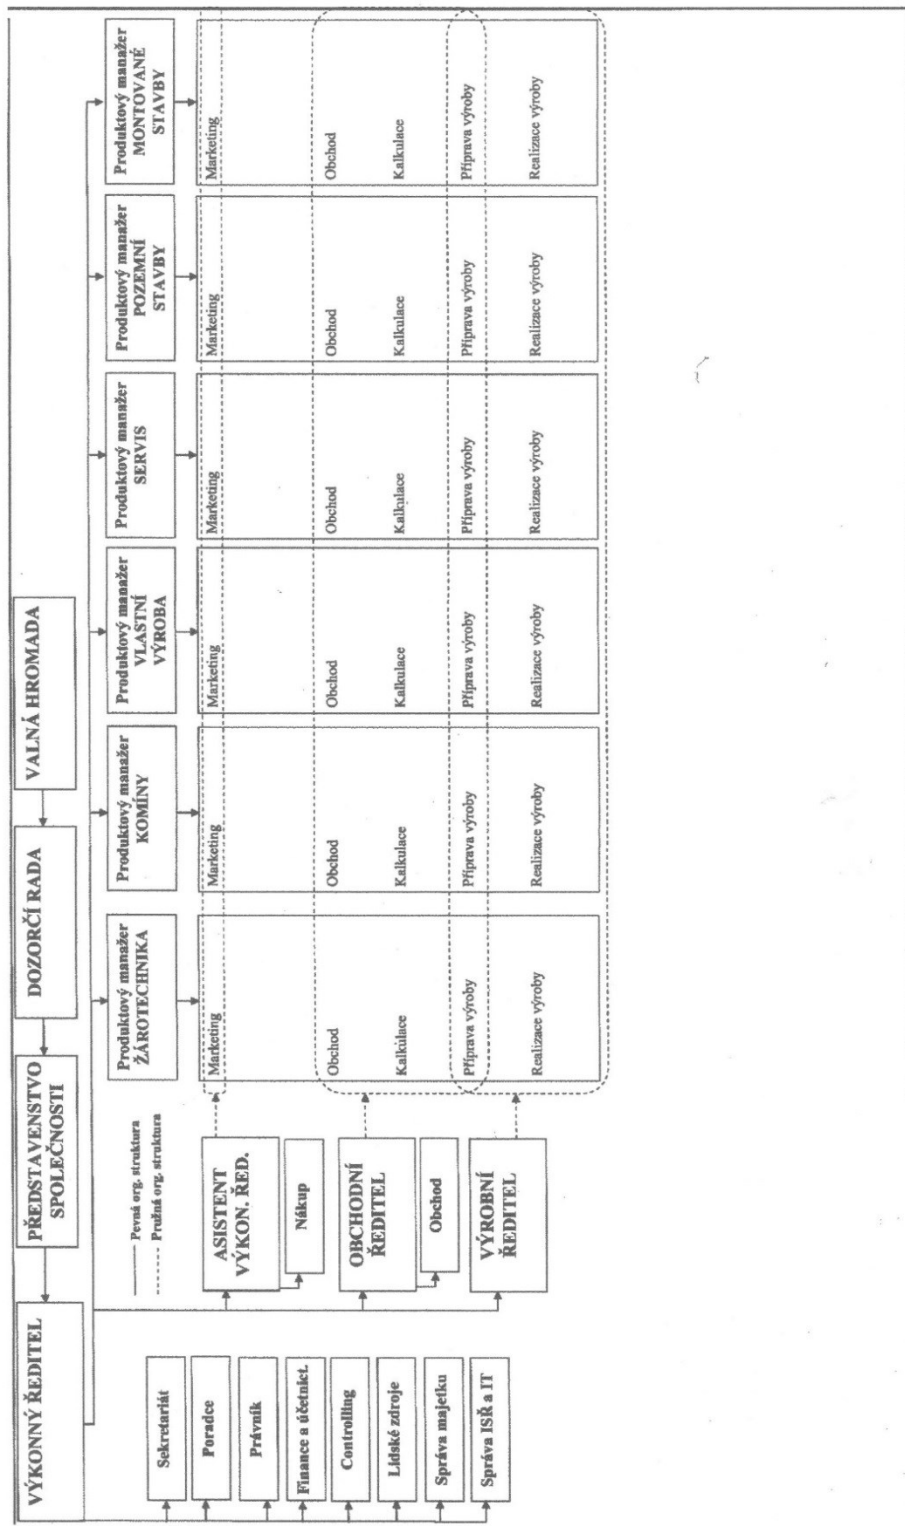 VÝKONNÝ ŘEDITEL
PŘEDSTAVENSTVO
SPOLEČNOSTI
DOZORČÍ RADA
VALNÁ HROMADA
Pevná org. struktura
Pružná org. struktura
Sekretariát
Poradce
Právník
Finance a účetnict.
Controlling
Lidské zdroje
Správa majetku
Správa ISŘ a IT
ASISTENT
VÝKON. ŘED.
Nákup
OBCHODNÍ
ŘEDITEL
Obchod
VÝROBNÍ
ŘEDITEL
Produktový manažer
ŽÁROTECHNIKA
Marketing
Obchod
Kalkulace
Příprava výroby
Realizace výroby
Produktový manažer
KOMÍNY
Marketing
Obchod
Kalkulace
Příprava výroby
Realizace výroby
Produktový manažer
VLASTNÍ
VÝROBA
Marketing
Obchod
Kalkulace
Příprava výroby
Realizace výroby
Produktový manažer
SERVIS
Marketing
Obchod
Kalkulace
Příprava výroby
Realizace výroby
Produktový manažer
POZEMNÍ
STAVBY
Marketing
Obchod
Kalkulace
Příprava výroby
Realizace výroby
Produktový manažer
MONTOVANÉ
STAVBY
Marketing
Obchod
Kalkulace
Příprava výroby
Realizace výroby